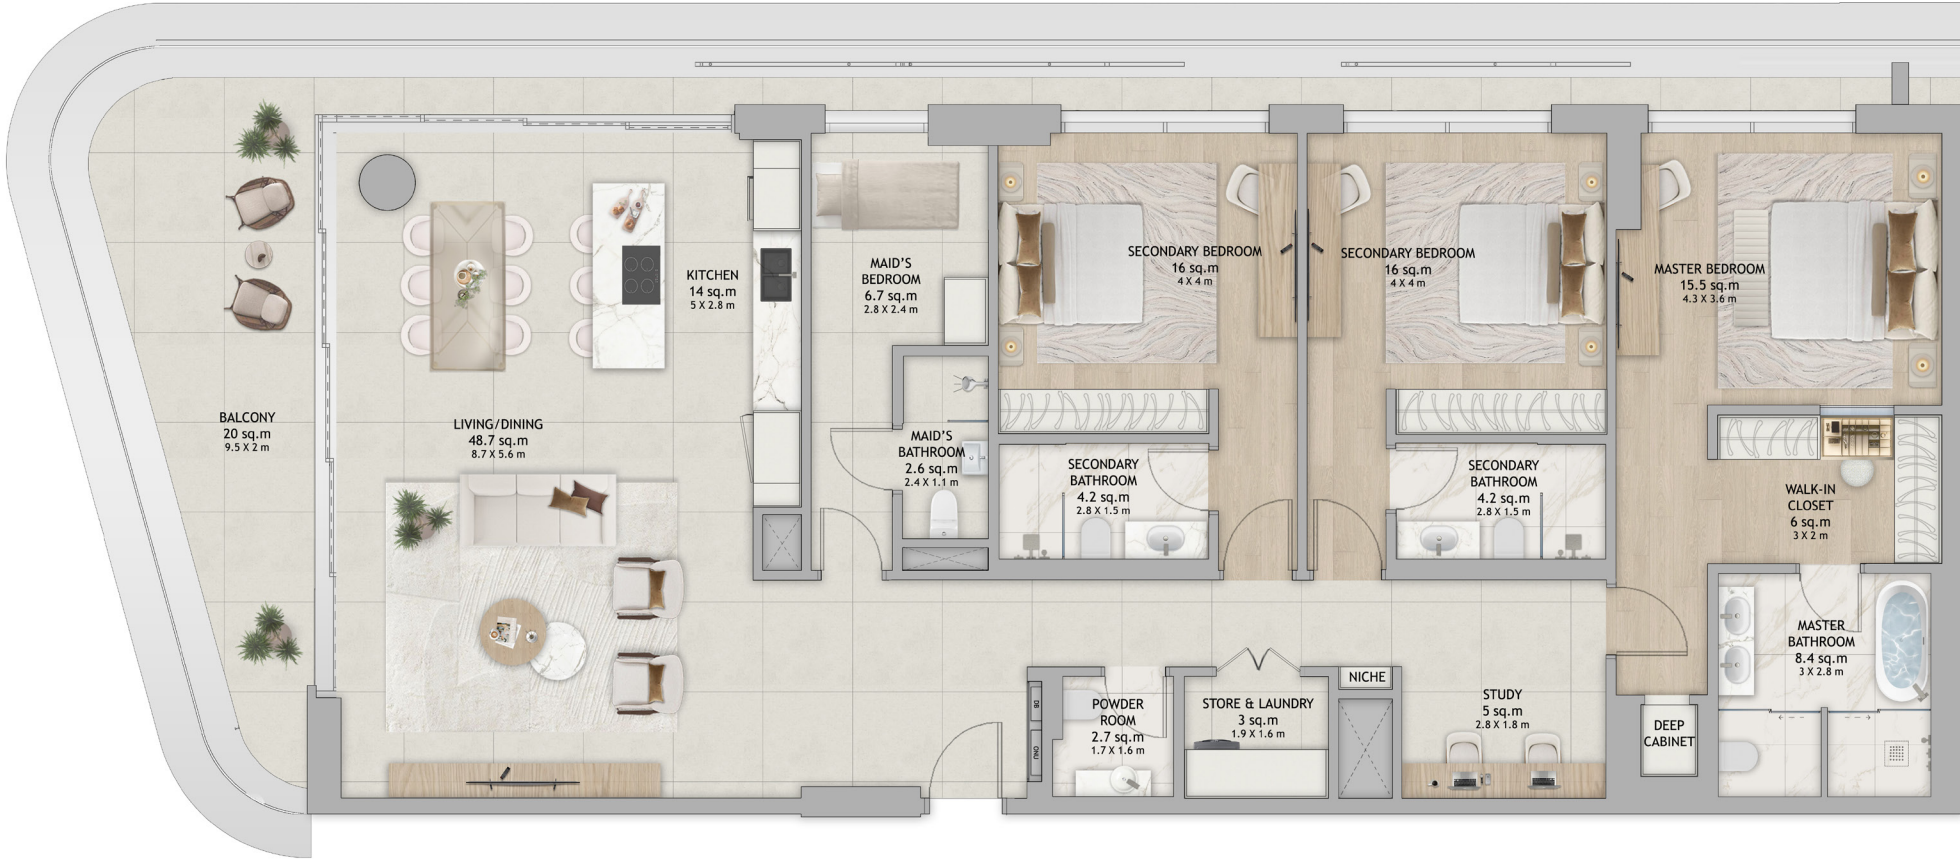 BALCONY
20 sq.m
9.5 X 2 m
LIVING/DINING
48.7 sq.m
8.7 X 5.6 m
KITCHEN
14 sq.m
5 X 2.8 m
MAID'S
BEDROOM
6.7 sq.m
2.8 X 2.4 m
MAID'S
BATHROOM
2.6 sq.m
2.4 X 1.1 m
SECONDARY BEDROOM
16 sq.m
4 X 4 m
SECONDARY BEDROOM
16 sq.m
4 X 4 m
MASTER BEDROOM
15.5 sq.m
4.3 X 3.6 m
SECONDARY
BATHROOM
4.2 sq.m
2.8 X 1.5 m
SECONDARY
BATHROOM
4.2 sq.m
2.8 X 1.5 m
WALK-IN
CLOSET
6 sq.m
3 X 2 m
MASTER
BATHROOM
8.4 sq.m
3 X 2.8 m
DB
ONU
POWDER
ROOM
2.7 sq.m
1.7 X 1.6 m
STORE & LAUNDRY
3 sq.m
1.9 X 1.6 m
NICHE
STUDY
5 sq.m
2.8 X 1.8 m
DEEP
CABINET